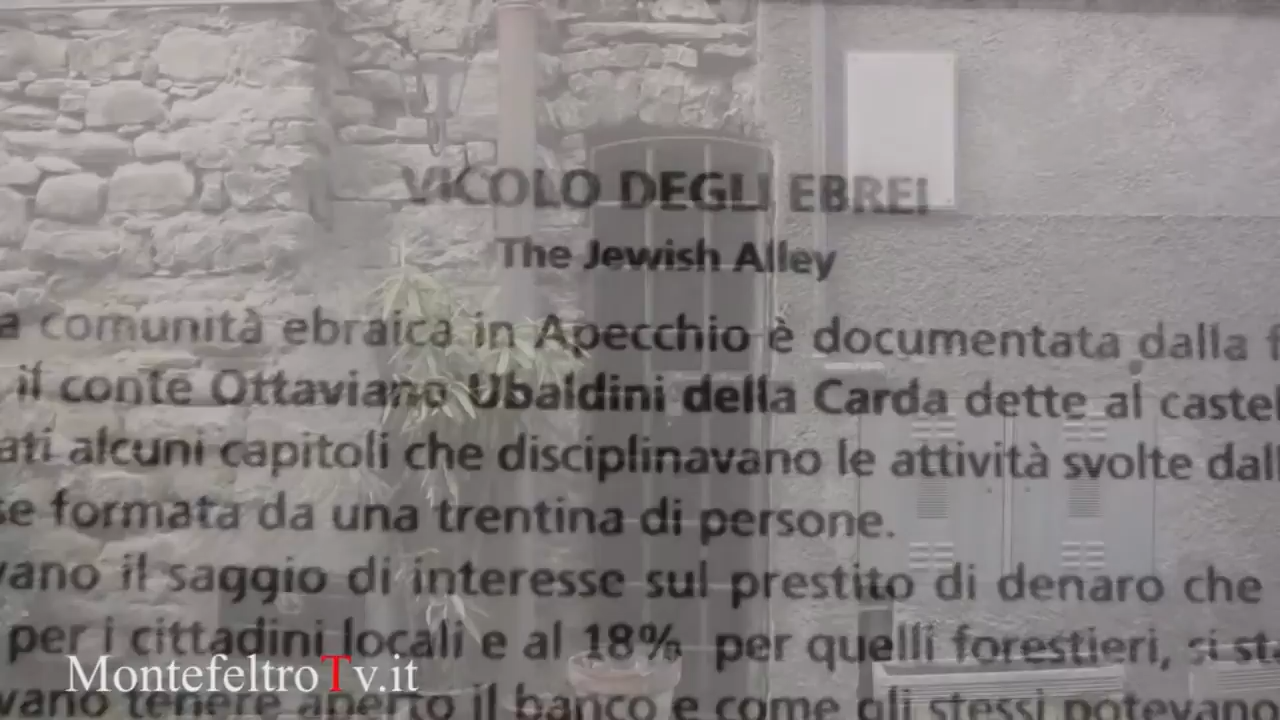 VICOLO DEGLI EBREI
The Jewish Alley
a comunità ebraica in Apecchio è documentata dalla f
il conte Ottaviano Ubaldini della Carda dette al castel
ati alcuni capitoli che disciplinavano le attività svolte dall
se formata da una trentina di persone.
vano il saggio di interesse sul prestito di denaro che
per i cittadini locali e al 18% per quelli forestieri, si sta
MontefeltroTv.it
vano tenere aperto il banco e come gli stessi potevano